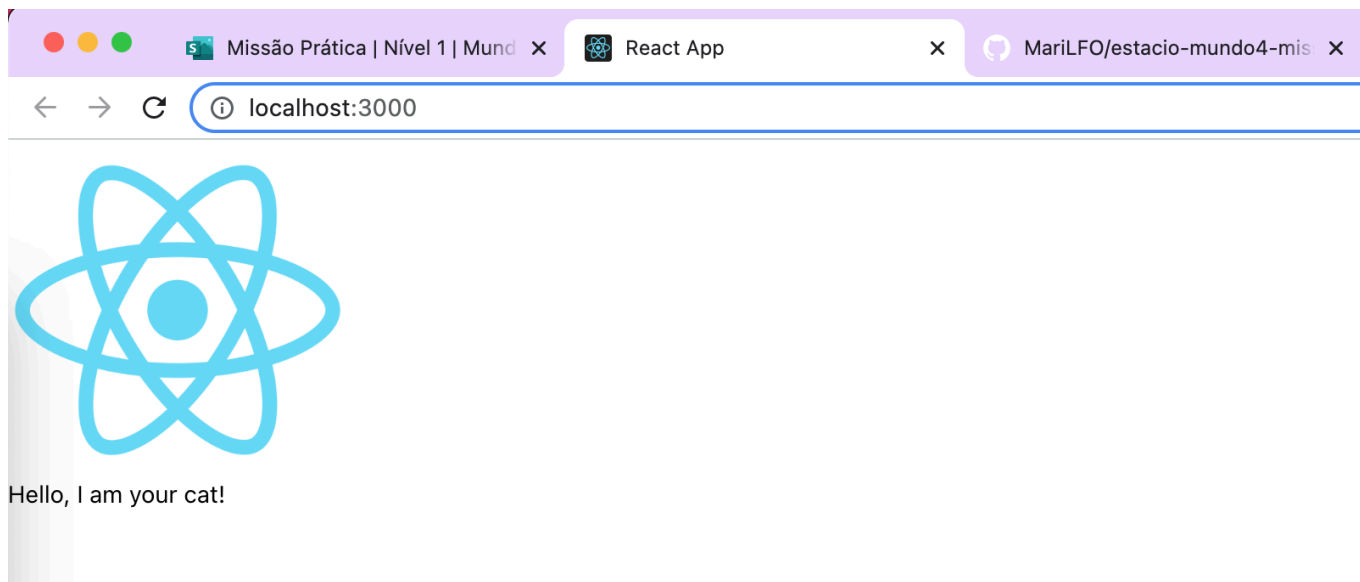 Missão Prática | Nível 1 | Mund
React App
MariLFO/estacio-mundo4-mis
localhost:3000
Hello, I am your cat!